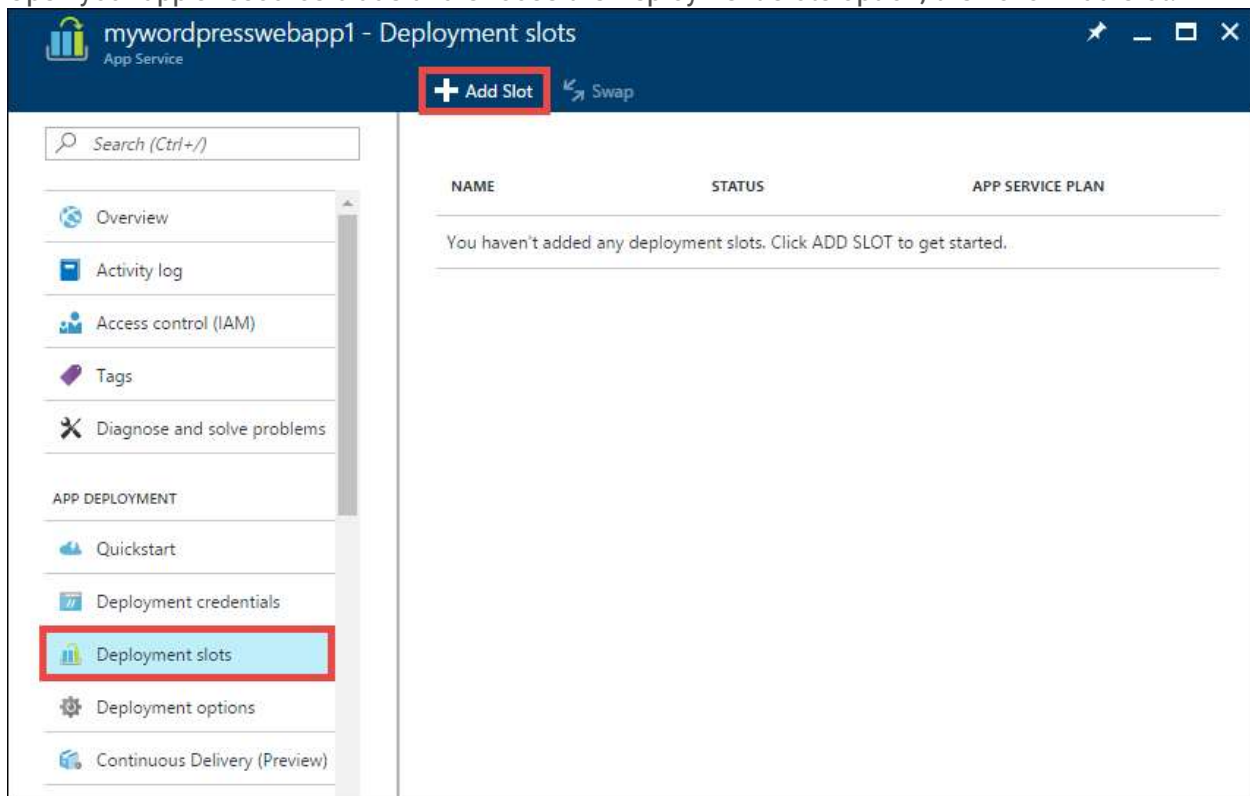 mywordpresswebapp1 - Deployment slots
App Service
Add Slot
Swap
Search (Ctrl+/)
NAME STATUS APP SERVICE PLAN
You haven't added any deployment slots. Click ADD SLOT to get started.
Overview
Activity log
Access control (IAM)
Tags
Diagnose and solve problems
APP DEPLOYMENT
Quickstart
Deployment credentials
Deployment slots
Deployment options
Continuous Delivery (Preview)